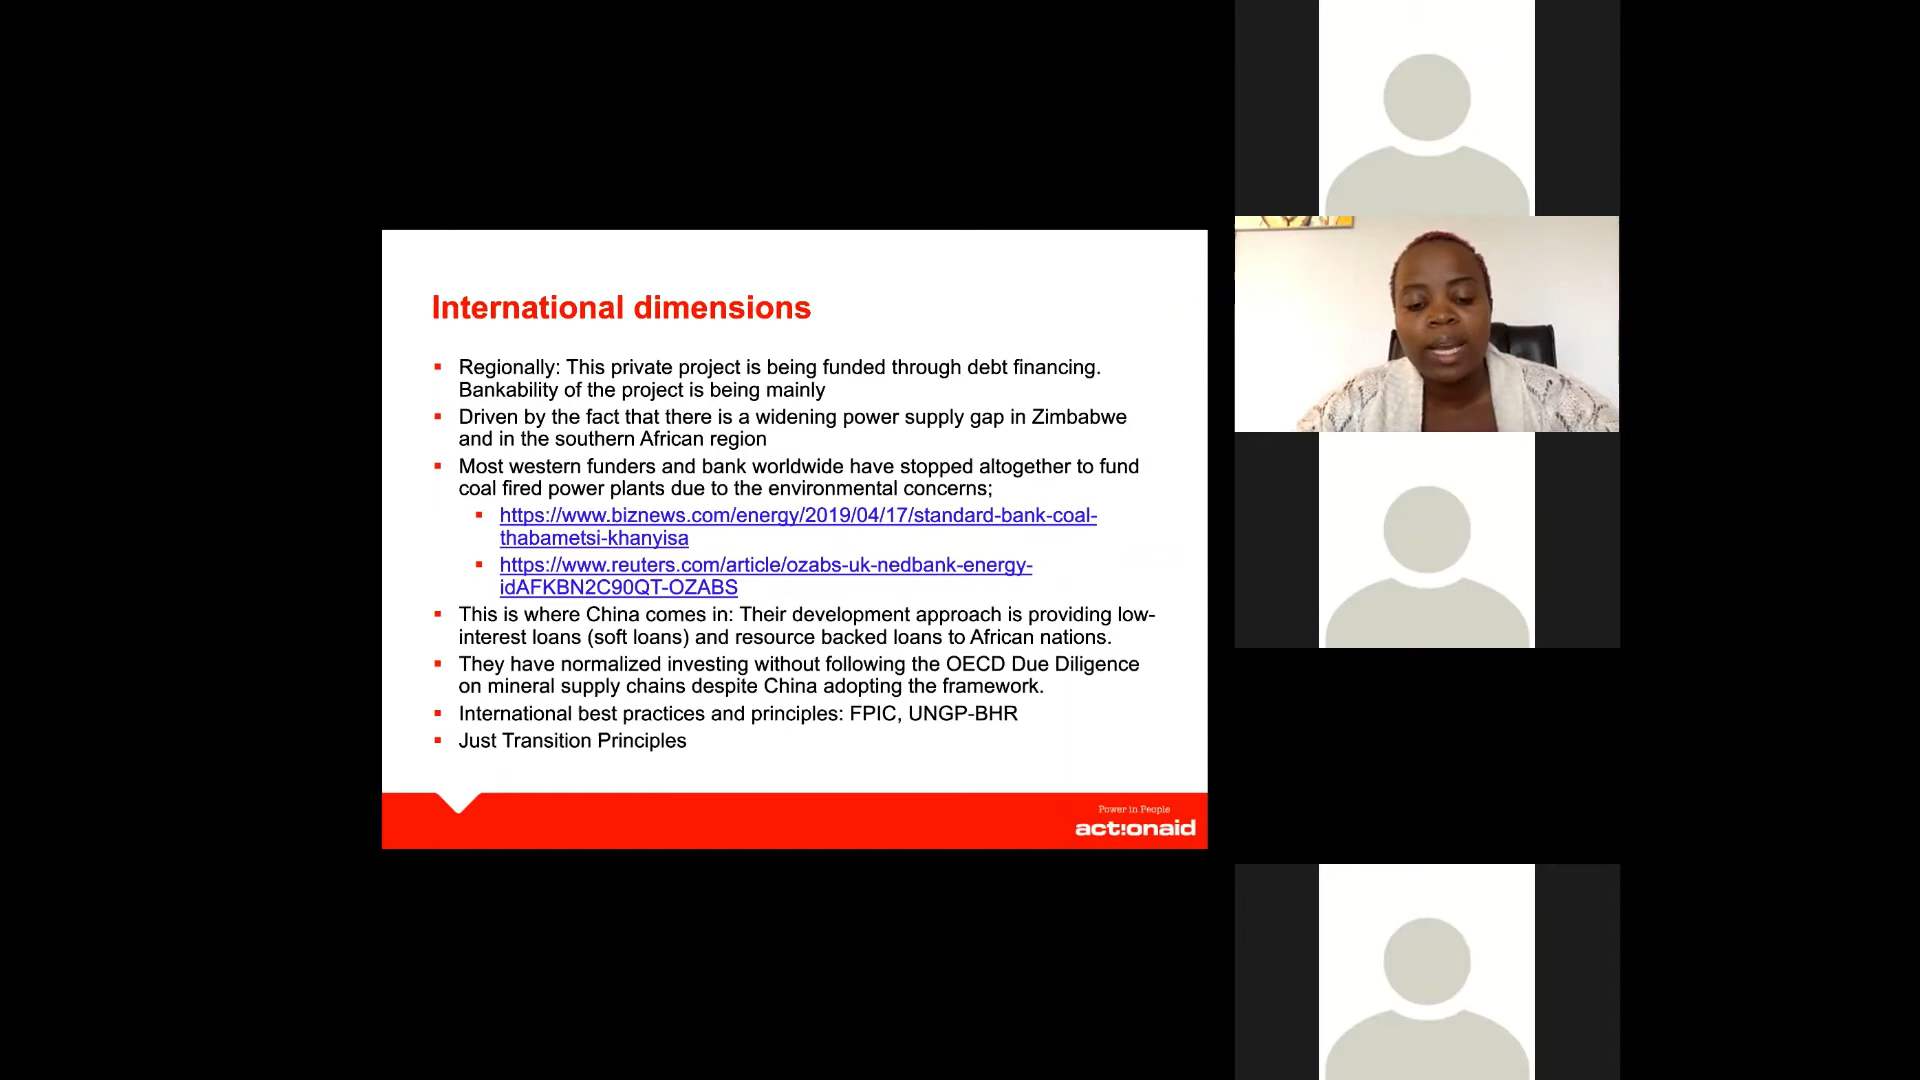 International dimensions
▪ Regionally: This private project is being funded through debt financing.
Bankability of the project is being mainly
▪ Driven by the fact that there is a widening power supply gap in Zimbabwe
and in the southern African region
▪ Most western funders and bank worldwide have stopped altogether to fund
coal fired power plants due to the environmental concerns;
▪ https://www.biznews.com/energy/2019/04/17/standard-bank-coal-
thabametsi-khanyisa
▪ https://www.reuters.com/article/ozabs-uk-nedbank-energy-
idAFKBN2C90QT-OZABS
▪ This is where China comes in: Their development approach is providing low-
interest loans (soft loans) and resource backed loans to African nations.
▪ They have normalized investing without following the OECD Due Diligence
on mineral supply chains despite China adopting the framework.
▪ International best practices and principles: FPIC, UNGP-BHR
▪ Just Transition Principles
Power in People
act!onaid